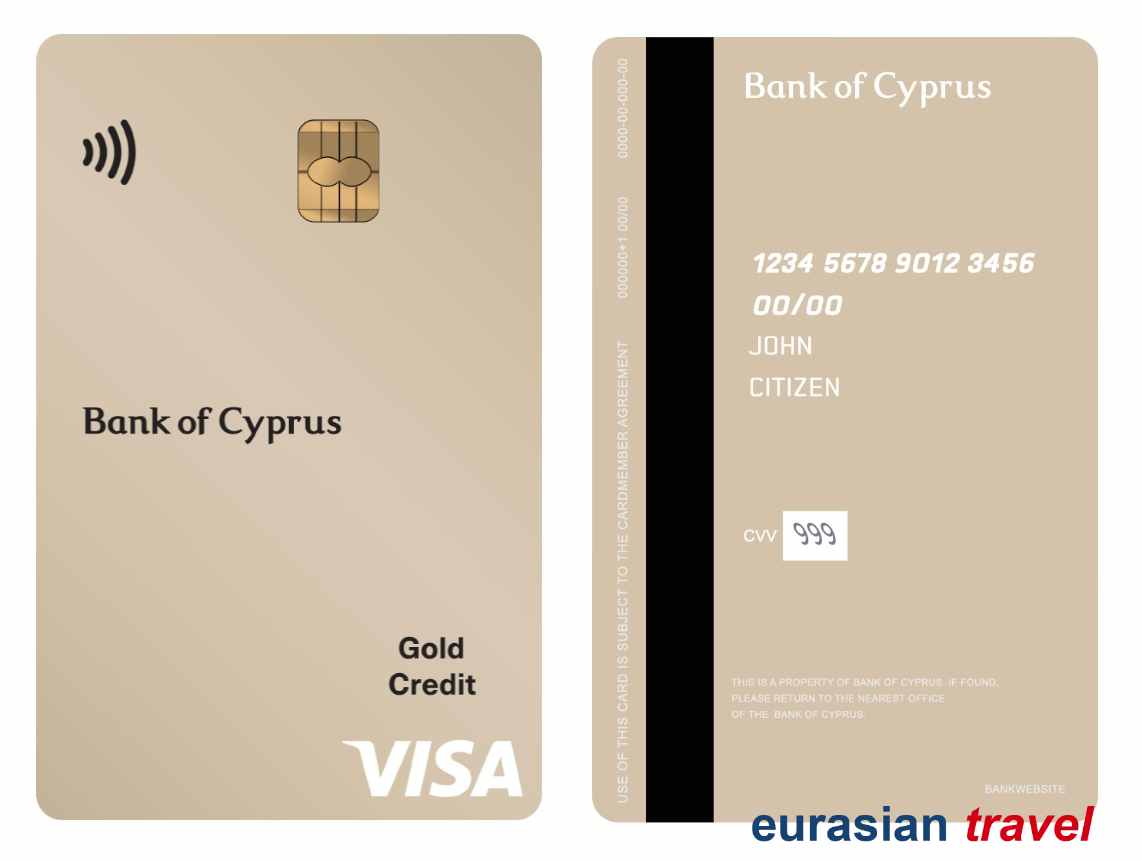 Bank of Cyprus
Gold
Credit
VISA
USE OF THIS CARD IS SUBJECT TO THE CARDMEMBER AGREEMENT 000000+1 00/00 0000-00-000-00
Bank of Cyprus
1234 5678 9012 3456
00/00
JOHN
CITIZEN
CVV 999
THIS IS A PROPERTY OF BANK OF CYPRUS. IF FOUND,
PLEASE RETURN TO THE NEAREST OFFICE
OF THE BANK OF CYPRUS.
BANKWEBSITE
eurasian travel